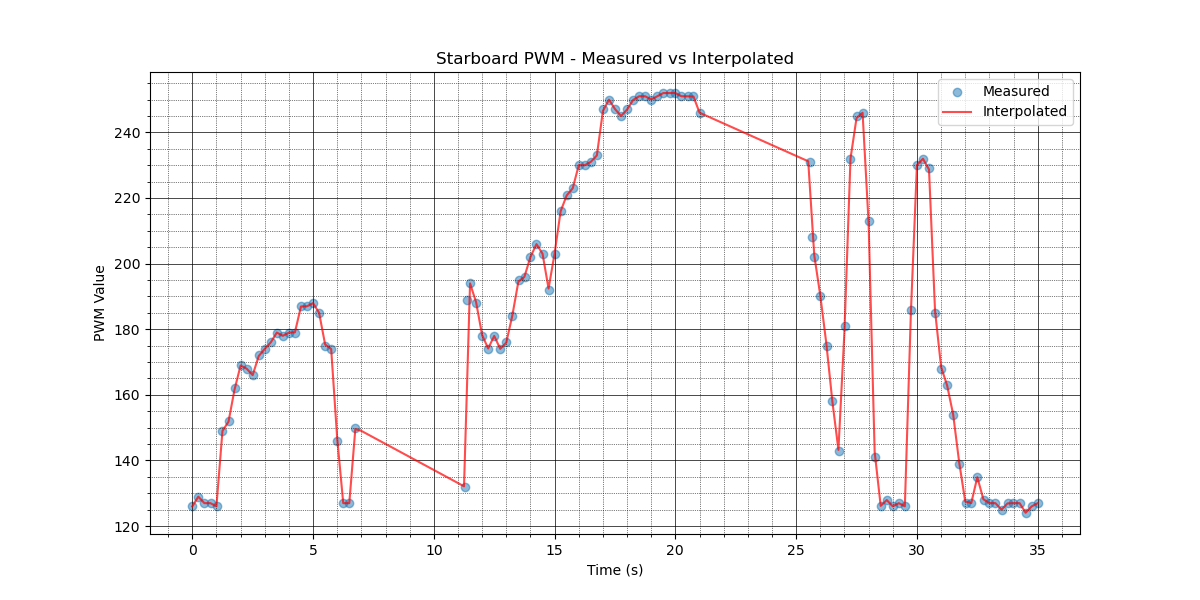 Starboard PWM - Measured vs Interpolated
Measured
Interpolated
240
220
200
180
160
140
120
PWM Value
0 5 10 15 20 25 30 35
Time (s)